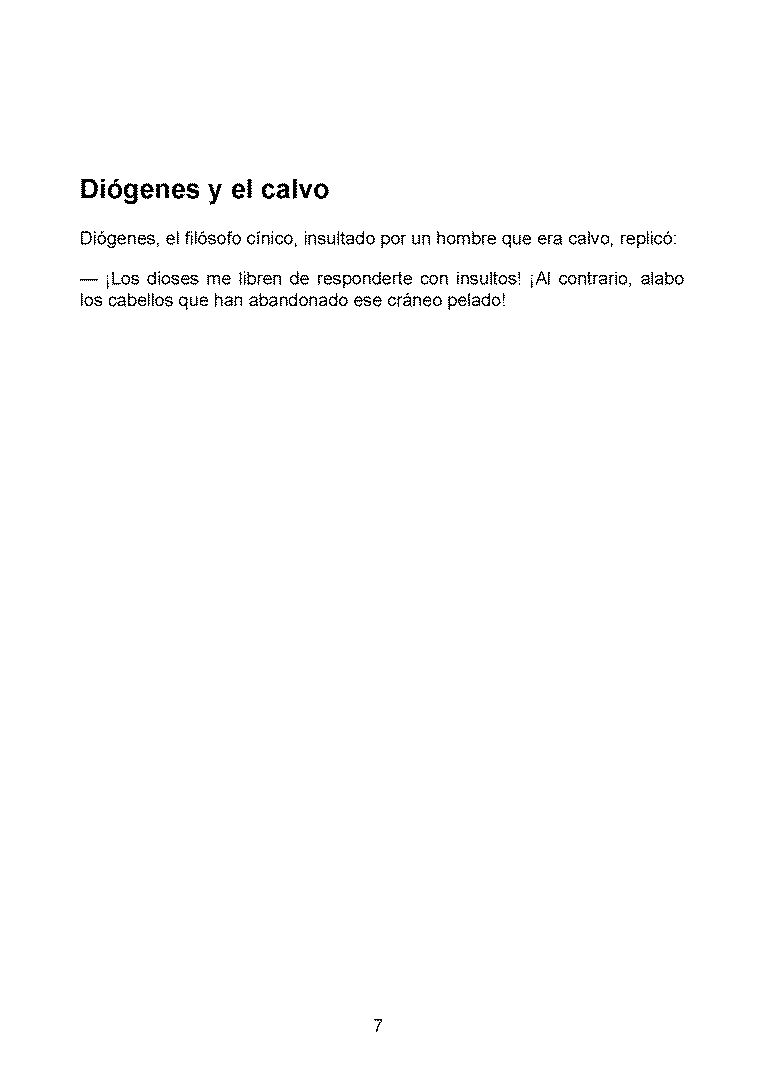 Diógenes y el calvo
Diógenes, el filósofo cínico, insultado por un hombre que era calvo, replicó:
— ¡Los dioses me libren de responderte con insultos! ¡Al contrario, alabo
los cabellos que han abandonado ese cráneo pelado!
7